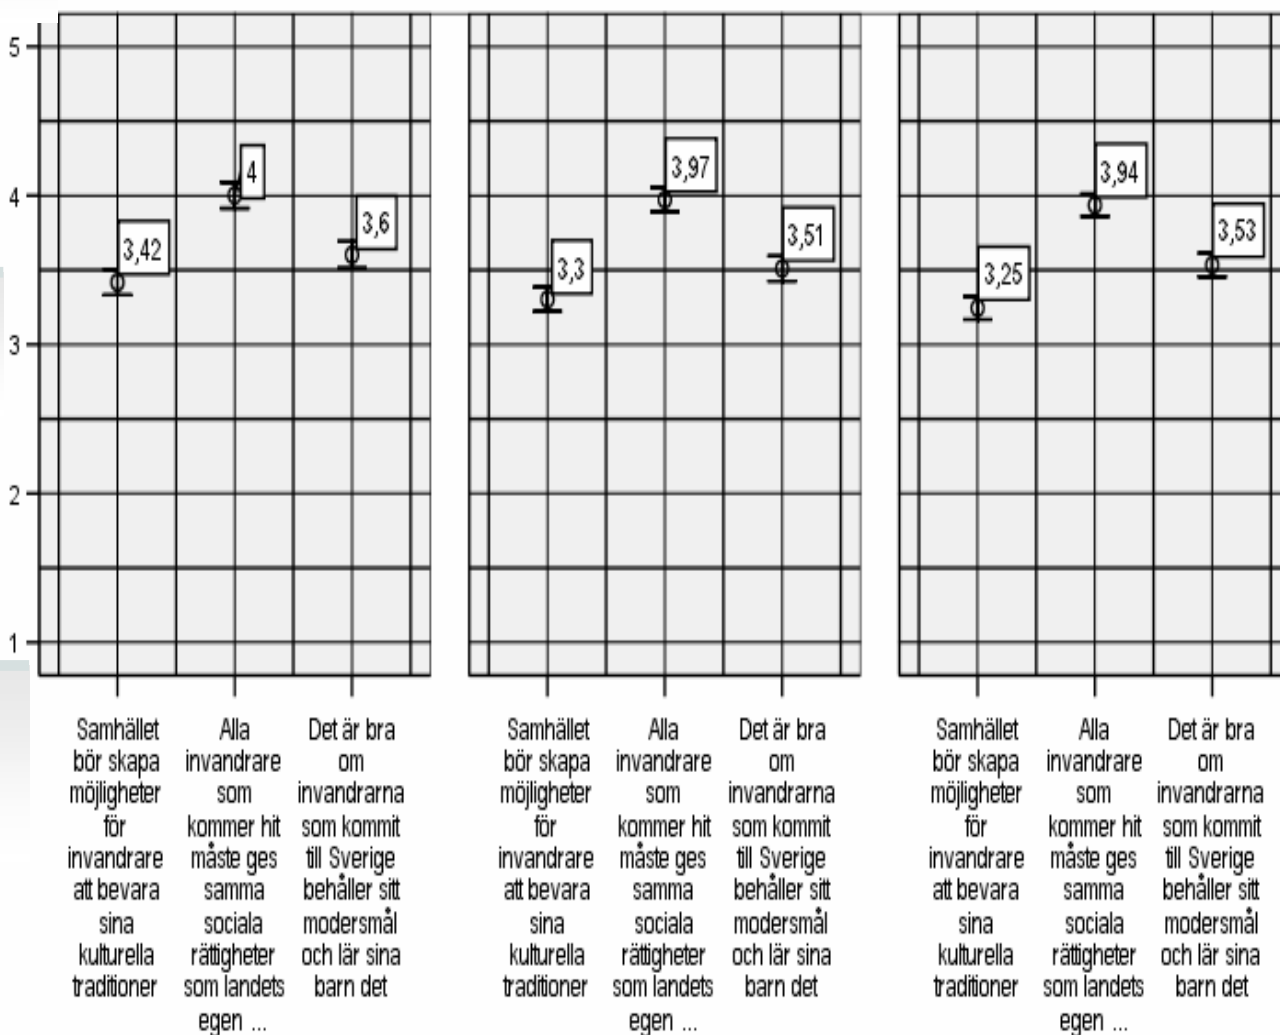 5
4
3
2
1
3,42
4
3,6
3,3
3,97
3,51
3,25
3,94
3,53
Samhället
bör skapa
möjligheter
för
invandrare
att bevara
sina
kulturella
traditioner
Alla
invandrare
som
kommer hit
måste ges
samma
sociala
rättigheter
som landets
egen ...
Det är bra
om
invandrarna
som kommit
till Sverige
behåller sitt
modersmål
och lär sina
barn det
Samhället
bör skapa
möjligheter
för
invandrare
att bevara
sina
kulturella
traditioner
Alla
invandrare
som
kommer hit
måste ges
samma
sociala
rättigheter
som landets
egen ...
Det är bra
om
invandrarna
som kommit
till Sverige
behåller sitt
modersmål
och lär sina
barn det
Samhället
bör skapa
möjligheter
för
invandrare
att bevara
sina
kulturella
traditioner
Alla
invandrare
som
kommer hit
måste ges
samma
sociala
rättigheter
som landets
egen ...
Det är bra
om
invandrarna
som kommit
till Sverige
behåller sitt
modersmål
och lär sina
barn det